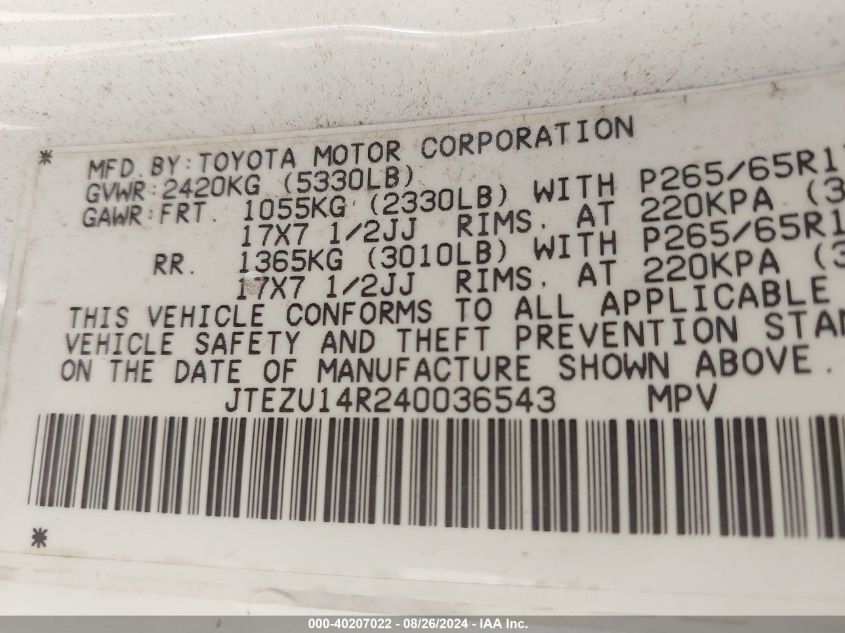 * MFD. BY: TOYOTA MOTOR CORPORATION
GVWR: 2420KG (5330LB)
GAWR: FRT. 1055KG (2330LB) WITH P265/65R1
17X7 1/2JJ RIMS. AT 220KPA (3
RR. 1365KG (3010LB) WITH P265/65R1
17X7 1/2JJ RIMS. AT 220KPA (3
THIS VEHICLE CONFORMS TO ALL APPLICABLE
VEHICLE SAFETY AND THEFT PREVENTION STAN
ON THE DATE OF MANUFACTURE SHOWN ABOVE.
JTEZU14R240036543 MPV
*
000-40207022 - 08/26/2024 - IAA Inc.